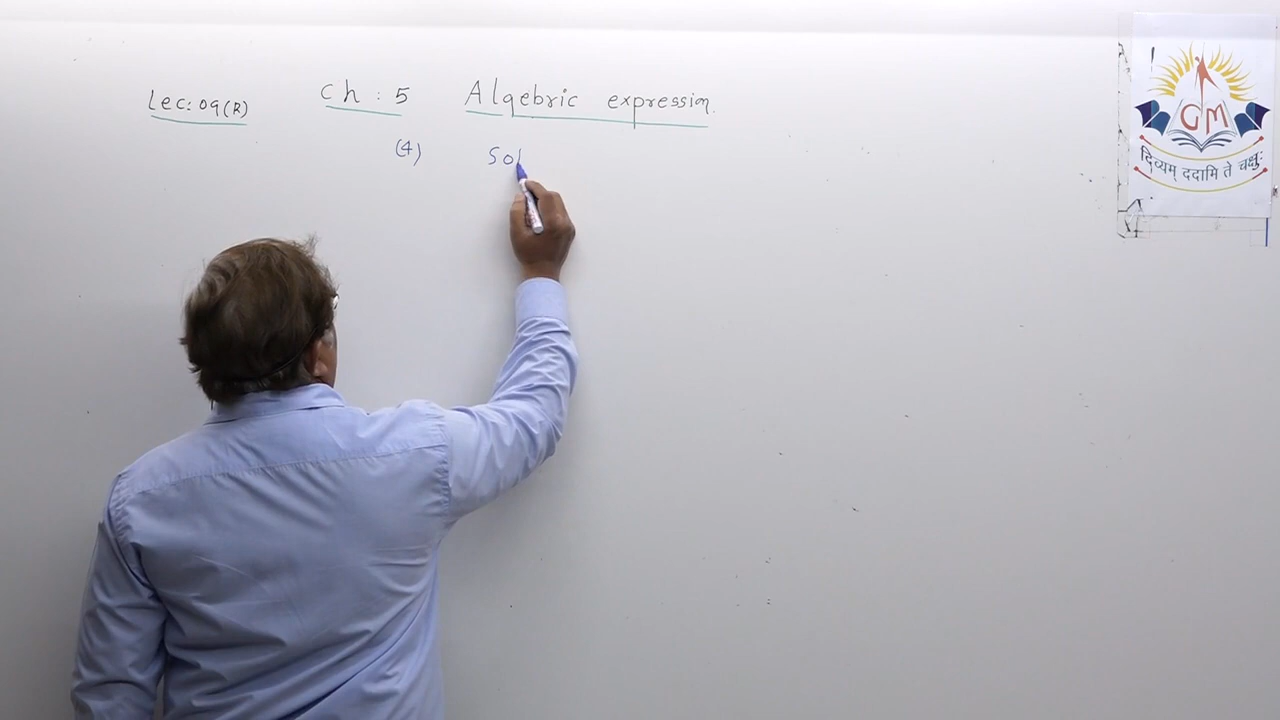 Lec: 09(R) Ch : 5 Algebric expression.
(4) Sol
GM
दिव्यम् ददामि ते चक्षु: